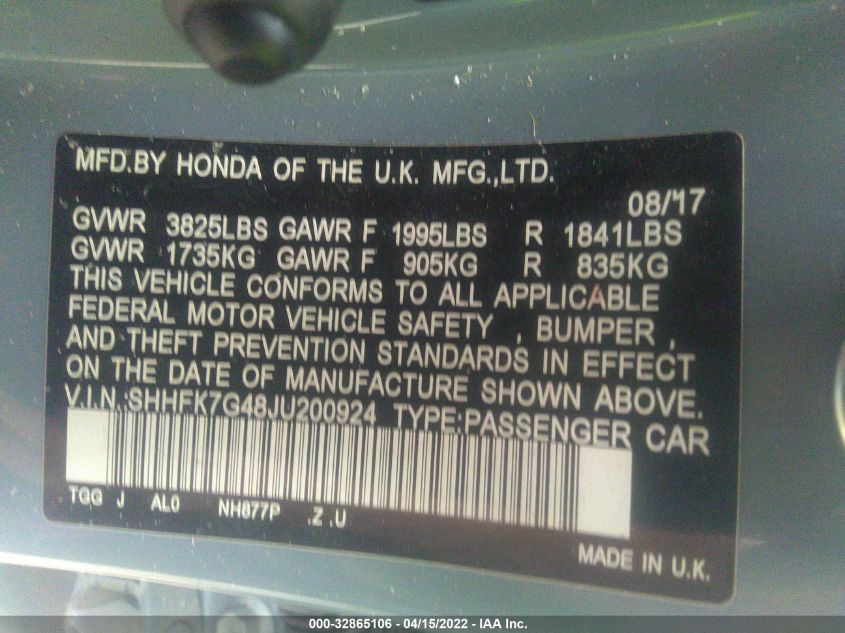 MFD.BY HONDA OF THE U.K. MFG.,LTD.
08/17
GVWR 3825LBS GAWR F 1995LBS R 1841LBS
GVWR 1735KG GAWR F 905KG R 835KG
THIS VEHICLE CONFORMS TO ALL APPLICABLE
FEDERAL MOTOR VEHICLE SAFETY , BUMPER ,
AND THEFT PREVENTION STANDARDS IN EFFECT
ON THE DATE OF MANUFACTURE SHOWN ABOVE.
V.I.N.:SHHFK7G48JU200924 TYPE:PASSENGER CAR
TGG J AL0 NH877P .Z .U
MADE IN U.K.
000-32865106 - 04/15/2022 - IAA Inc.